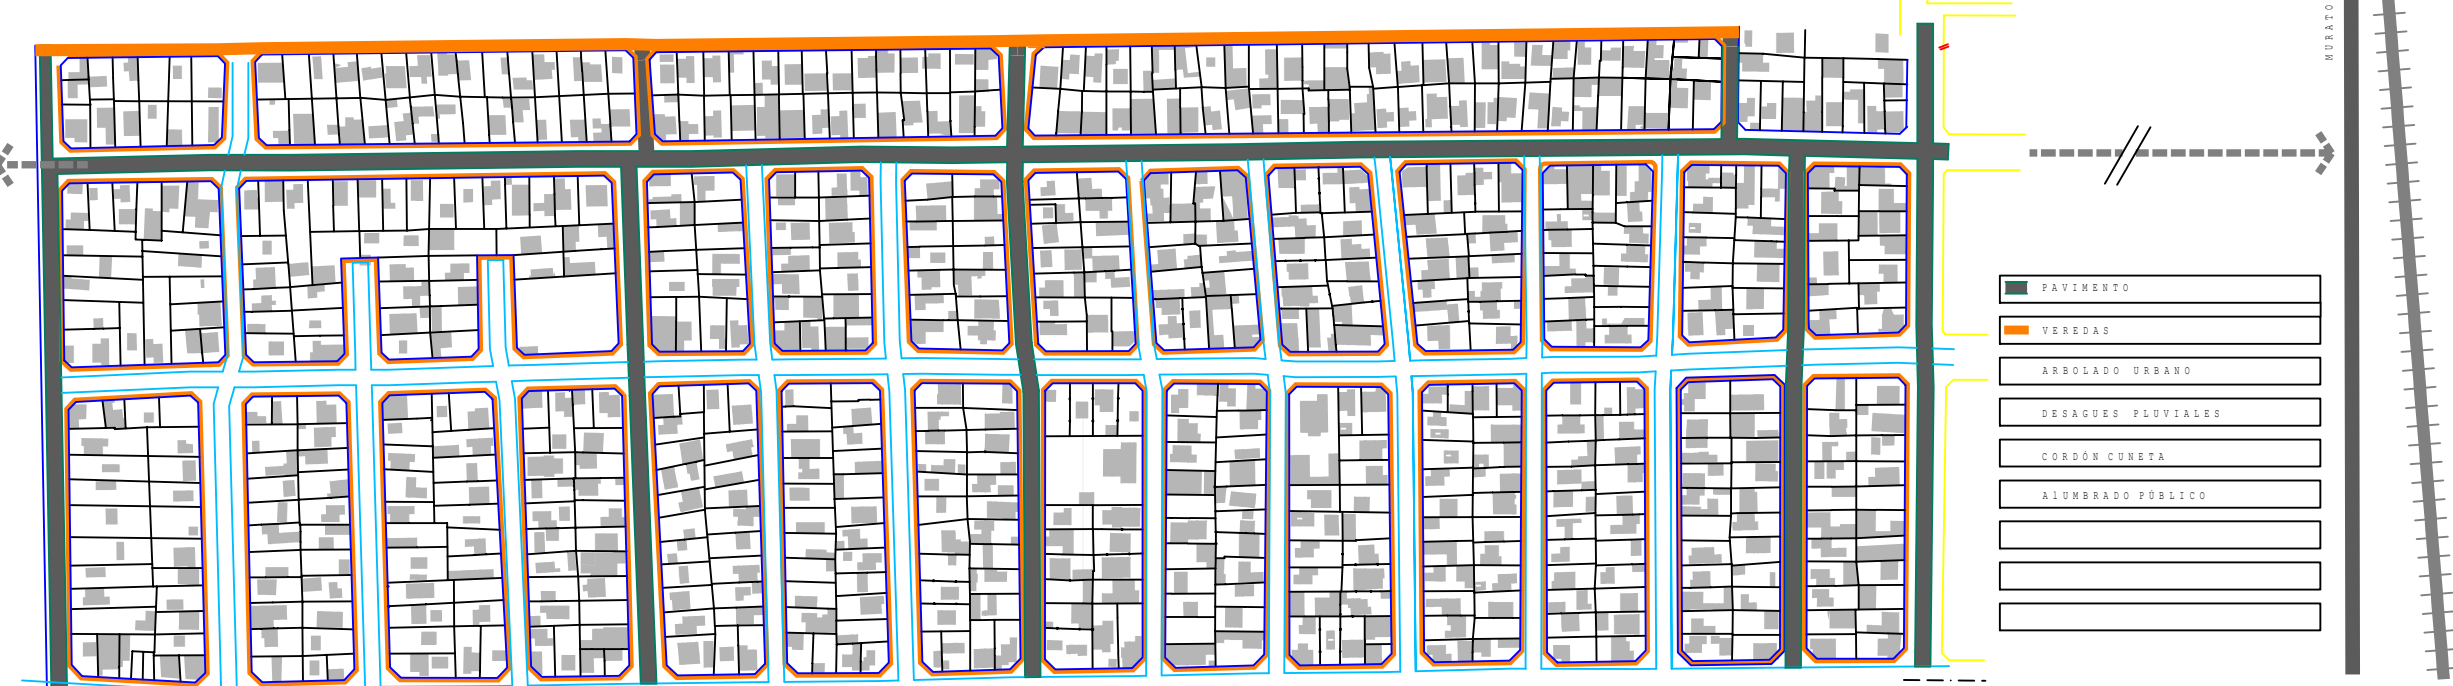 MURATO
PAVIMENTO
VEREDAS
ARBOLADO URBANO
DESAGUES PLUVIALES
CORDÓN CUNETA
AlUMBRADO PÚBLICO